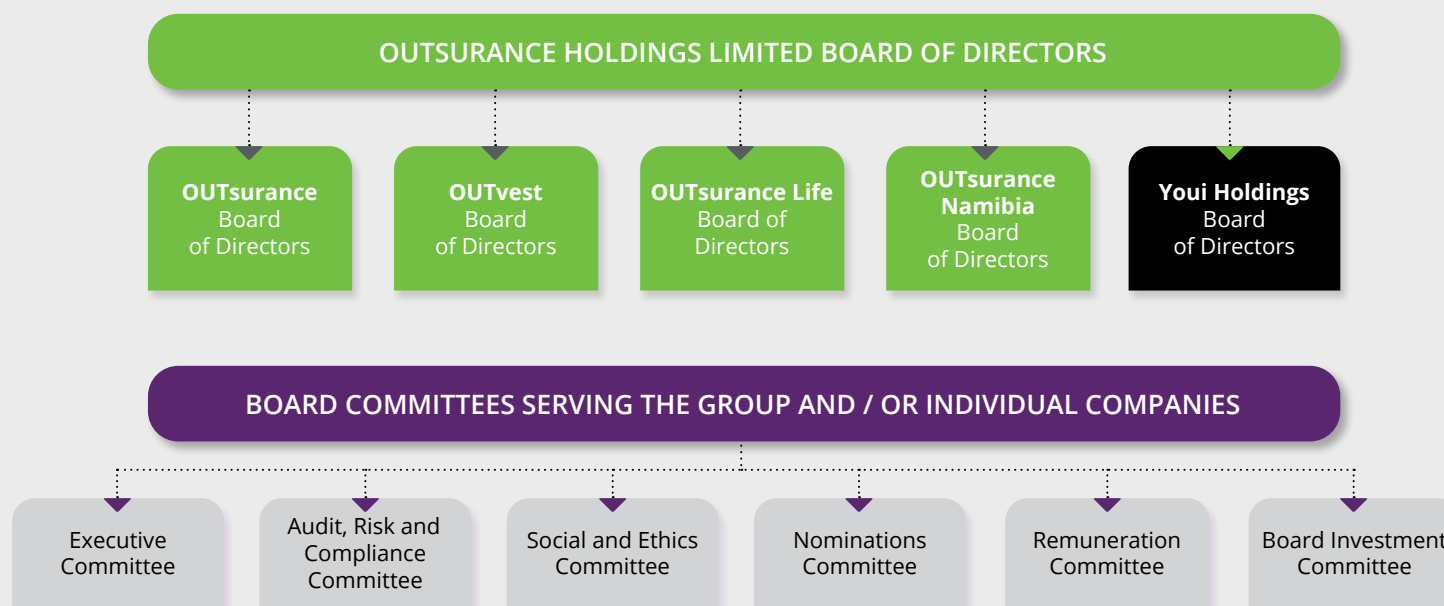 OUTSURANCE HOLDINGS LIMITED BOARD OF DIRECTORS
OUTsurance
Board
of Directors
OUTvest
Board
of Directors
OUTsurance Life
Board of
Directors
OUTsurance
Namibia
Board
of Directors
Youi Holdings
Board
of Directors
BOARD COMMITTEES SERVING THE GROUP AND / OR INDIVIDUAL COMPANIES
Executive
Committee
Audit, Risk and
Compliance
Committee
Social and Ethics
Committee
Nominations
Committee
Remuneration
Committee
Board Investment
Committee